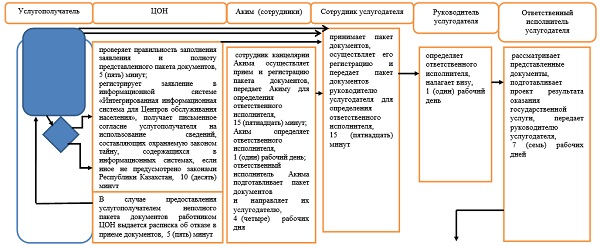 Услугополучатель
ЦОН
Аким (сотрудники)
Сотрудник услугодателя
Руководитель
услугодателя
Ответственный
исполнитель
услугодателя
проверяет правильность заполнения
заявления и полноту
представленного пакета документов,
5 (пять) минут;
регистрирует заявление в
информационной системе
«Интегрированная информационная
система для Центров обслуживания
населения», получает письменное
согласие услугополучателя на
использование сведений,
составляющих охраняемую законом
тайну, содержащихся в
информационных системах, если
иное не предусмотрено законами
Республики Казахстан, 10 (десять)
минут
В случае предоставления
услугополучателем неполного
пакета документов работником
ЦОН выдается расписка об отказ в
приеме документов, 5 (пять) минут
сотрудник канцелярии
Акима осуществляет
прием и регистрацию
пакета документов,
передает Акиму для
определения
ответственного
исполнителя,
15 (пятнадцать) минут;
Аким определяет
ответственного
исполнителя,
1 (один) рабочий день;
ответственный
исполнитель Акима
подготавливает пакет
документов
и направляет их
услугодателю,
4 (четыре) рабочих
дня
принимает пакет
документов,
осуществляет его
регистрацию и
передает пакет
документов
руководителю
услугодателя для
определения
ответственного
исполнителя,
15 (пятнадцать)
минут
определяет
ответственного
исполнителя,
налагает визу,
1 (один) рабочий
день
рассматривает
представленные
документы,
подготавливает
проект результата
оказания
государственной
услуги, передает
руководителю
услугодателя,
7 (семь) рабочих
дней